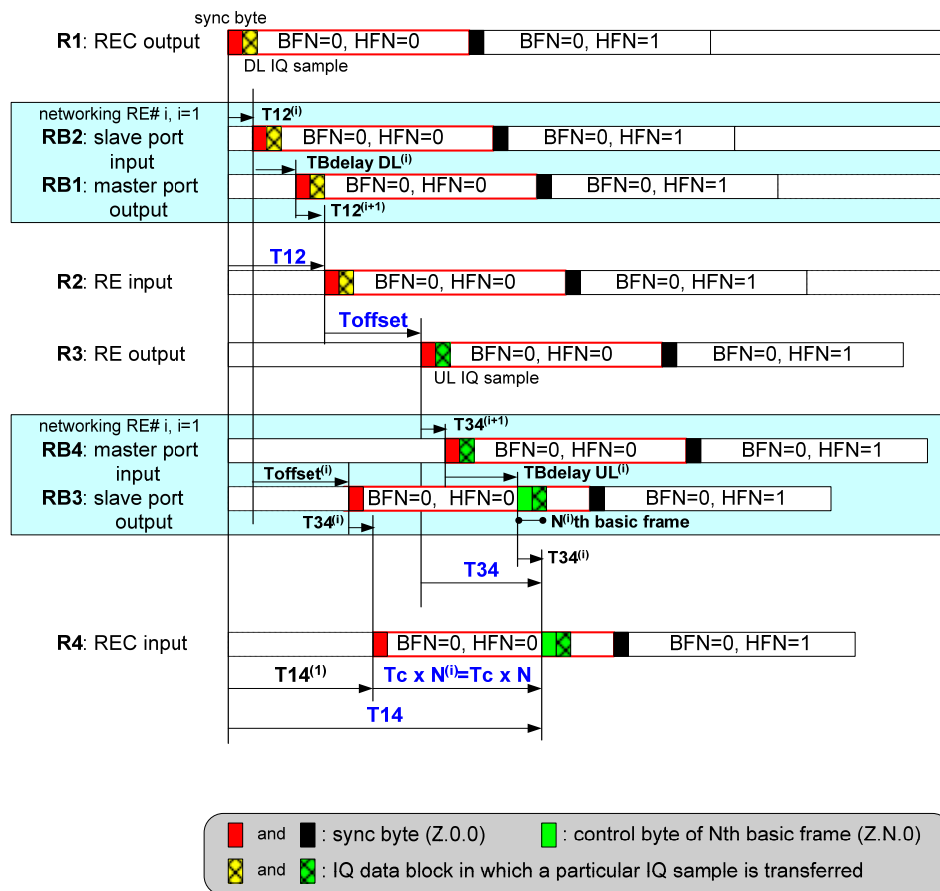 sync byte
R1: REC output
BFN=0, HFN=0
BFN=0, HFN=1
DL IQ sample
networking RE# i, i=1
T12(i)
RB2: slave port input
BFN=0, HFN=0
BFN=0, HFN=1
TBdelay DL(i)
RB1: master port output
BFN=0, HFN=0
BFN=0, HFN=1
T12(i+1)
T12
R2: RE input
BFN=0, HFN=0
BFN=0, HFN=1
Toffset
R3: RE output
BFN=0, HFN=0
BFN=0, HFN=1
UL IQ sample
networking RE# i, i=1
T34(i+1)
RB4: master port input
BFN=0, HFN=0
BFN=0, HFN=1
Toffset(i)
TBdelay UL(i)
RB3: slave port output
BFN=0, HFN=0
BFN=0, HFN=1
T34(i)
N(i)th basic frame
T34(i)
T34
R4: REC input
BFN=0, HFN=0
BFN=0, HFN=1
T14(1)
Tc x N(i)=Tc x N
T14
and : sync byte (Z.0.0)
: control byte of Nth basic frame (Z.N.0)
and : IQ data block in which a particular IQ sample is transferred